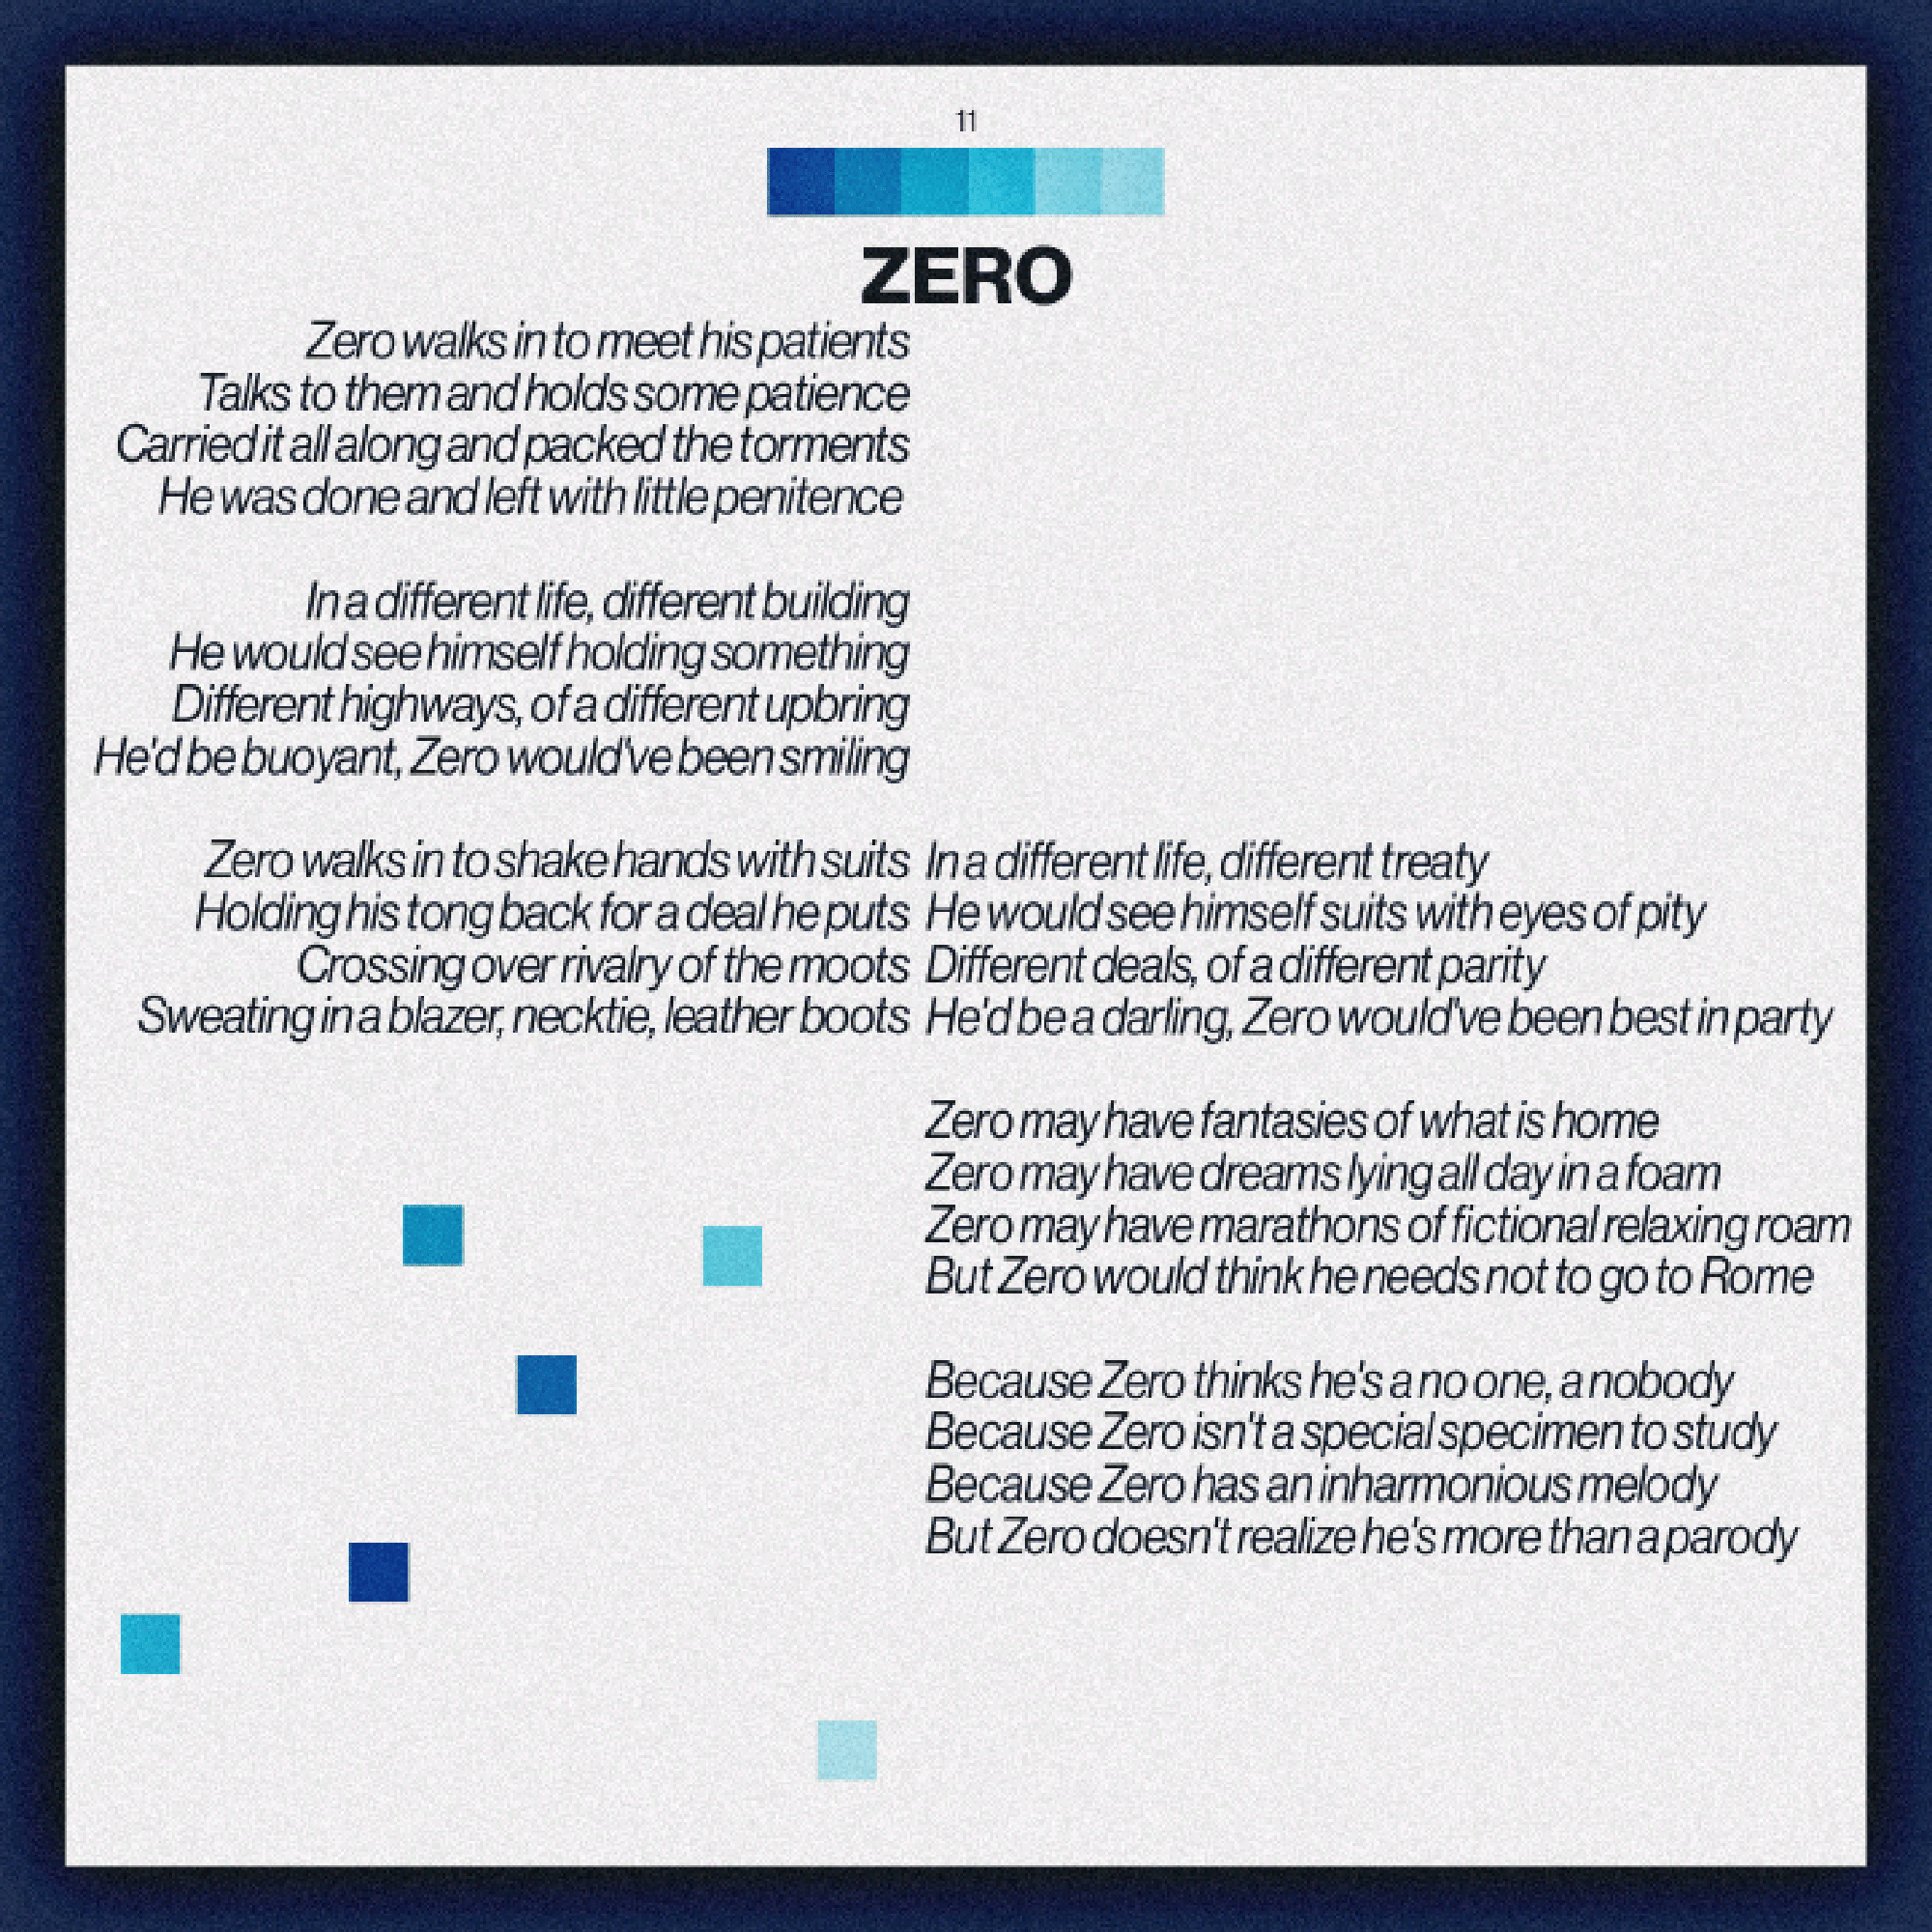 11
ZERO
Zero walks in to meet his patients
Talks to them and holds some patience
Carried it all along and packed the torments
He was done and left with little penitence
In a different life, different building
He would see himself holding something
Different highways, of a different upbring
He'd be buoyant, Zero would've been smiling
Zero walks in to shake hands with suits
Holding his tong back for a deal he puts
Crossing over rivalry of the moots
Sweating in a blazer, necktie, leather boots
In a different life, different treaty
He would see himself suits with eyes of pity
Different deals, of a different parity
He'd be a darling, Zero would've been best in party
Zero may have fantasies of what is home
Zero may have dreams lying all day in a foam
Zero may have marathons of fictional relaxing roam
But Zero would think he needs not to go to Rome
Because Zero thinks he's a no one, a nobody
Because Zero isn't a special specimen to study
Because Zero has an inharmonious melody
But Zero doesn't realize he's more than a parody